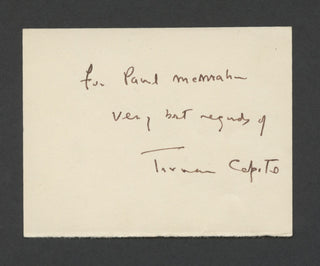 For Paul McMahon
Very best regards of
Truman Capote